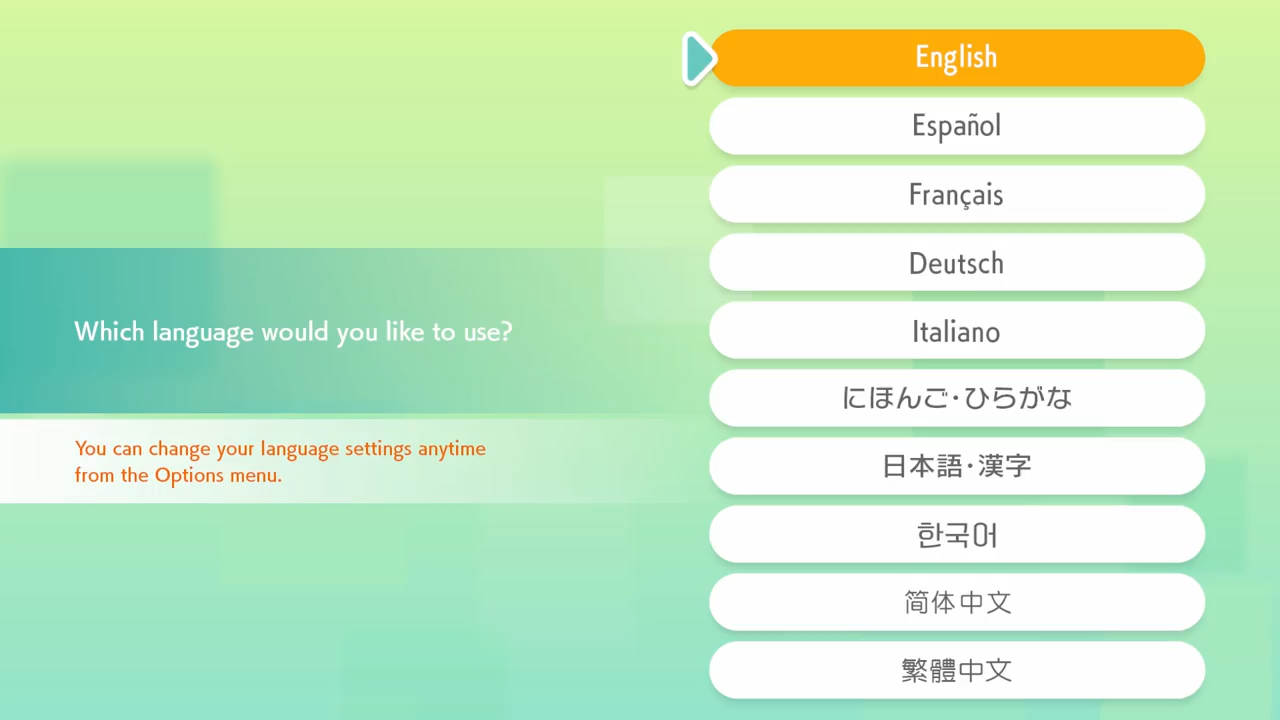 Which language would you like to use?
You can change your language settings anytime
from the Options menu.
English
Español
Français
Deutsch
Italiano
にほんご・ひらがな
日本語・漢字
한국어
简体中文
繁體中文